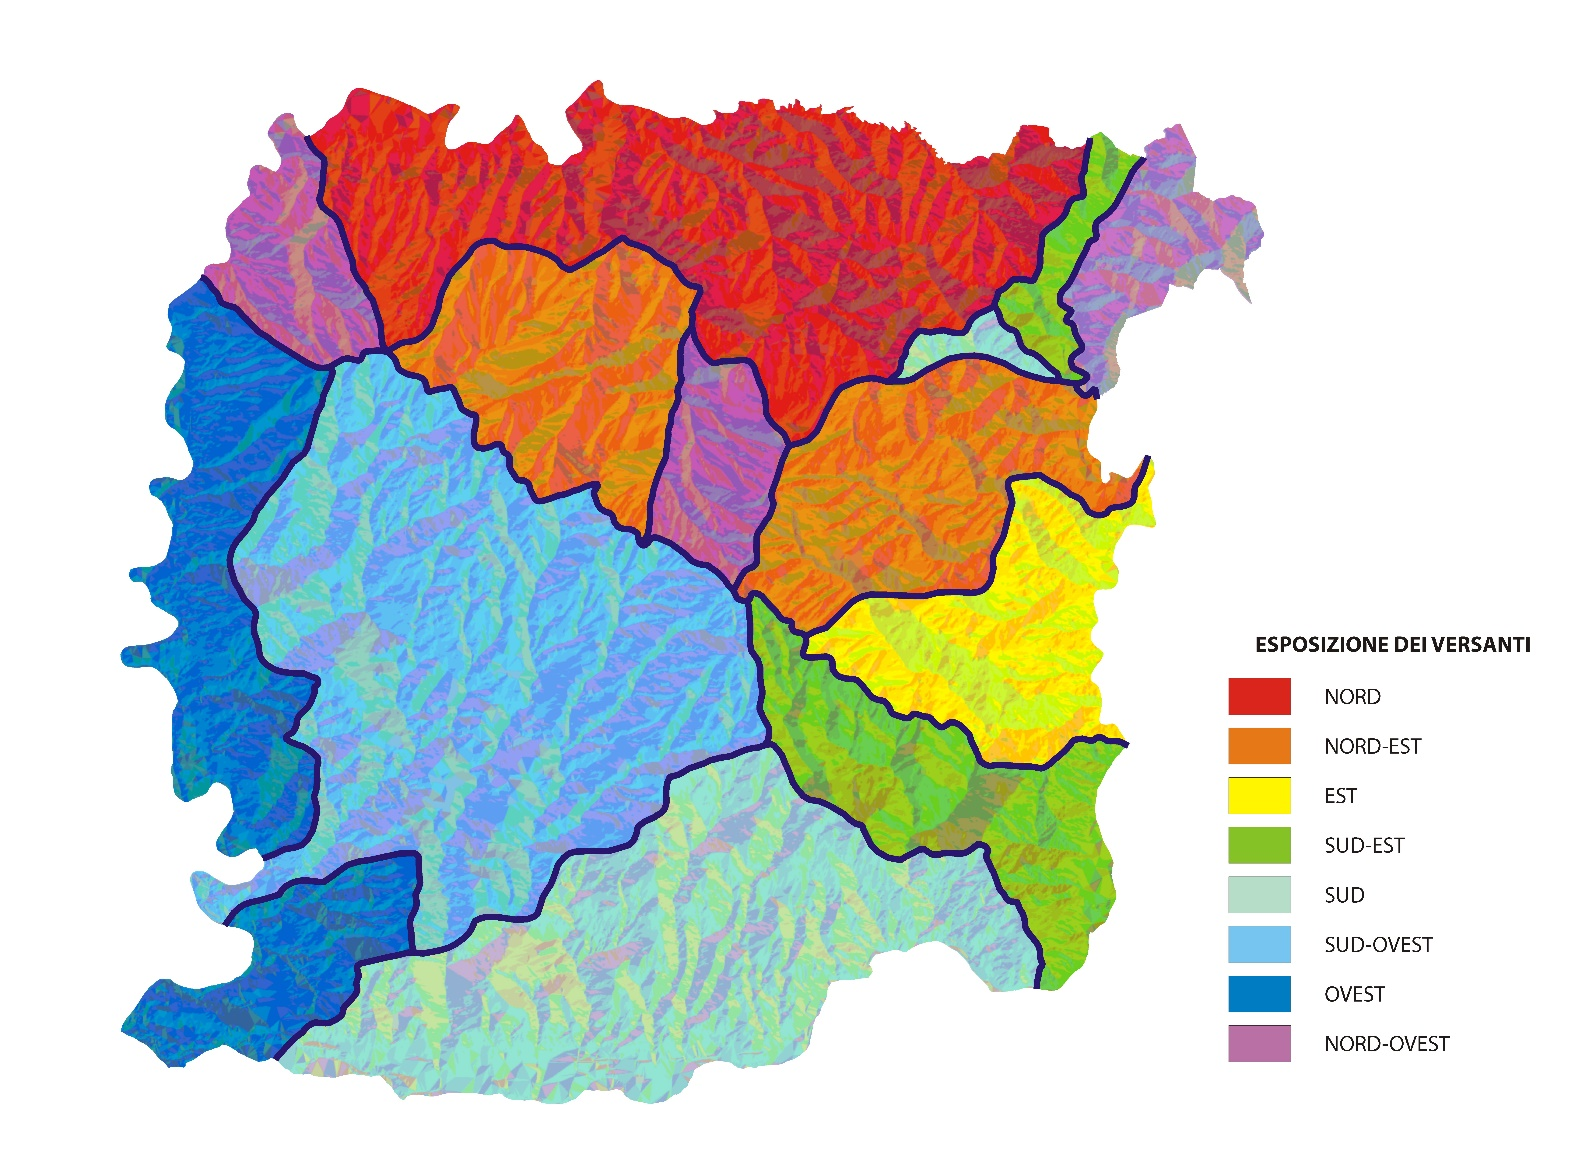 ESPOSIZIONE DEI VERSANTI
NORD
NORD-EST
EST
SUD-EST
SUD
SUD-OVEST
OVEST
NORD-OVEST